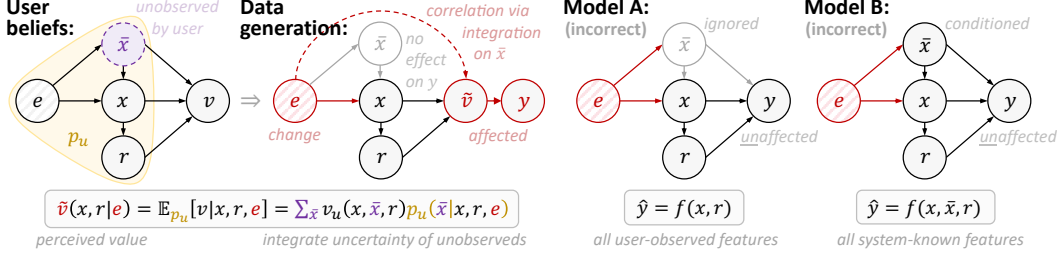 User
beliefs:
unobserved
by user
x̄
e
x
v
r
p_u
⇒
Data
generation:
correlation via
integration
on x̄
x̄
no
effect
on y
e
x
ṽ
y
r
change
affected
ṽ(x, r|e) = 𝔼_{p_u}[v|x, r, e] = ∑_{x̄} v_u(x, x̄, r)p_u(x̄|x, r, e)
perceived value
integrate uncertainty of unobserveds
Model A:
(incorrect)
ignored
x̄
e
x
y
r
unaffected
ŷ = f(x, r)
all user-observed features
Model B:
(incorrect)
conditioned
x̄
e
x
y
r
unaffected
ŷ = f(x, x̄, r)
all system-known features